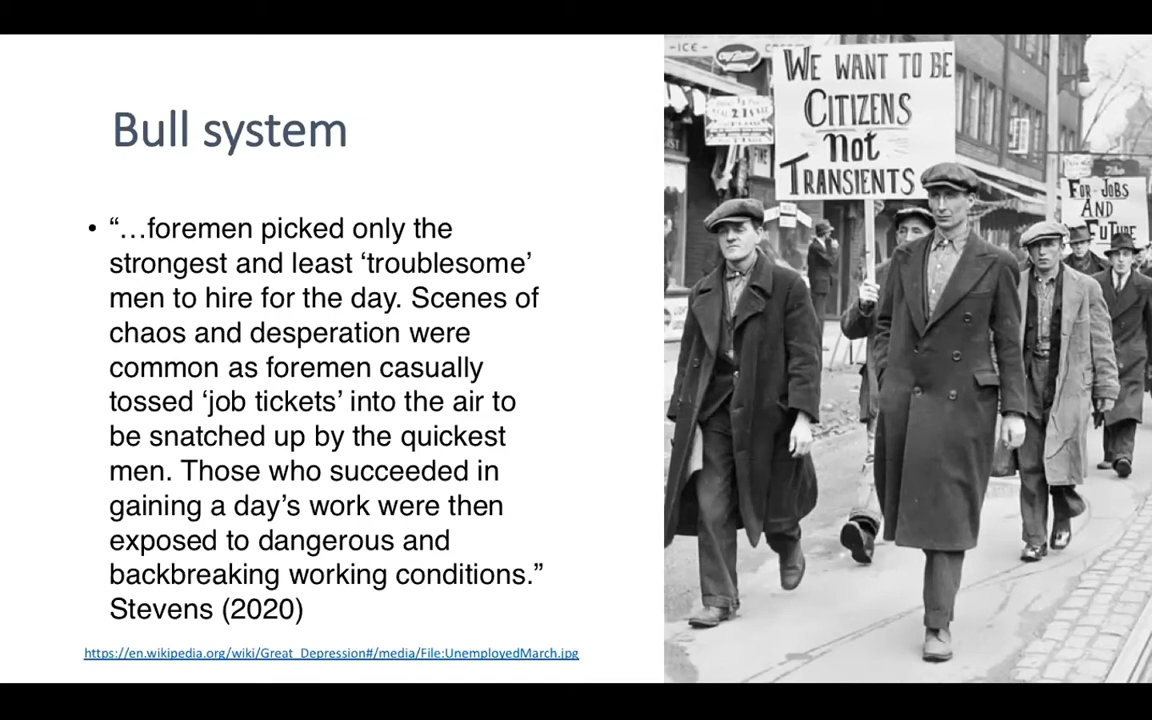 Bull system
• “…foremen picked only the
strongest and least ‘troublesome’
men to hire for the day. Scenes of
chaos and desperation were
common as foremen casually
tossed ‘job tickets’ into the air to
be snatched up by the quickest
men. Those who succeeded in
gaining a day’s work were then
exposed to dangerous and
backbreaking working conditions.”
Stevens (2020)
https://en.wikipedia.org/wiki/Great_Depression#/media/File:UnemployedMarch.jpg
-ICE-
WE WANT TO BE
CITIZENS
Not
TRANSIENTS
FOR-JOBS
AND
FUTURE